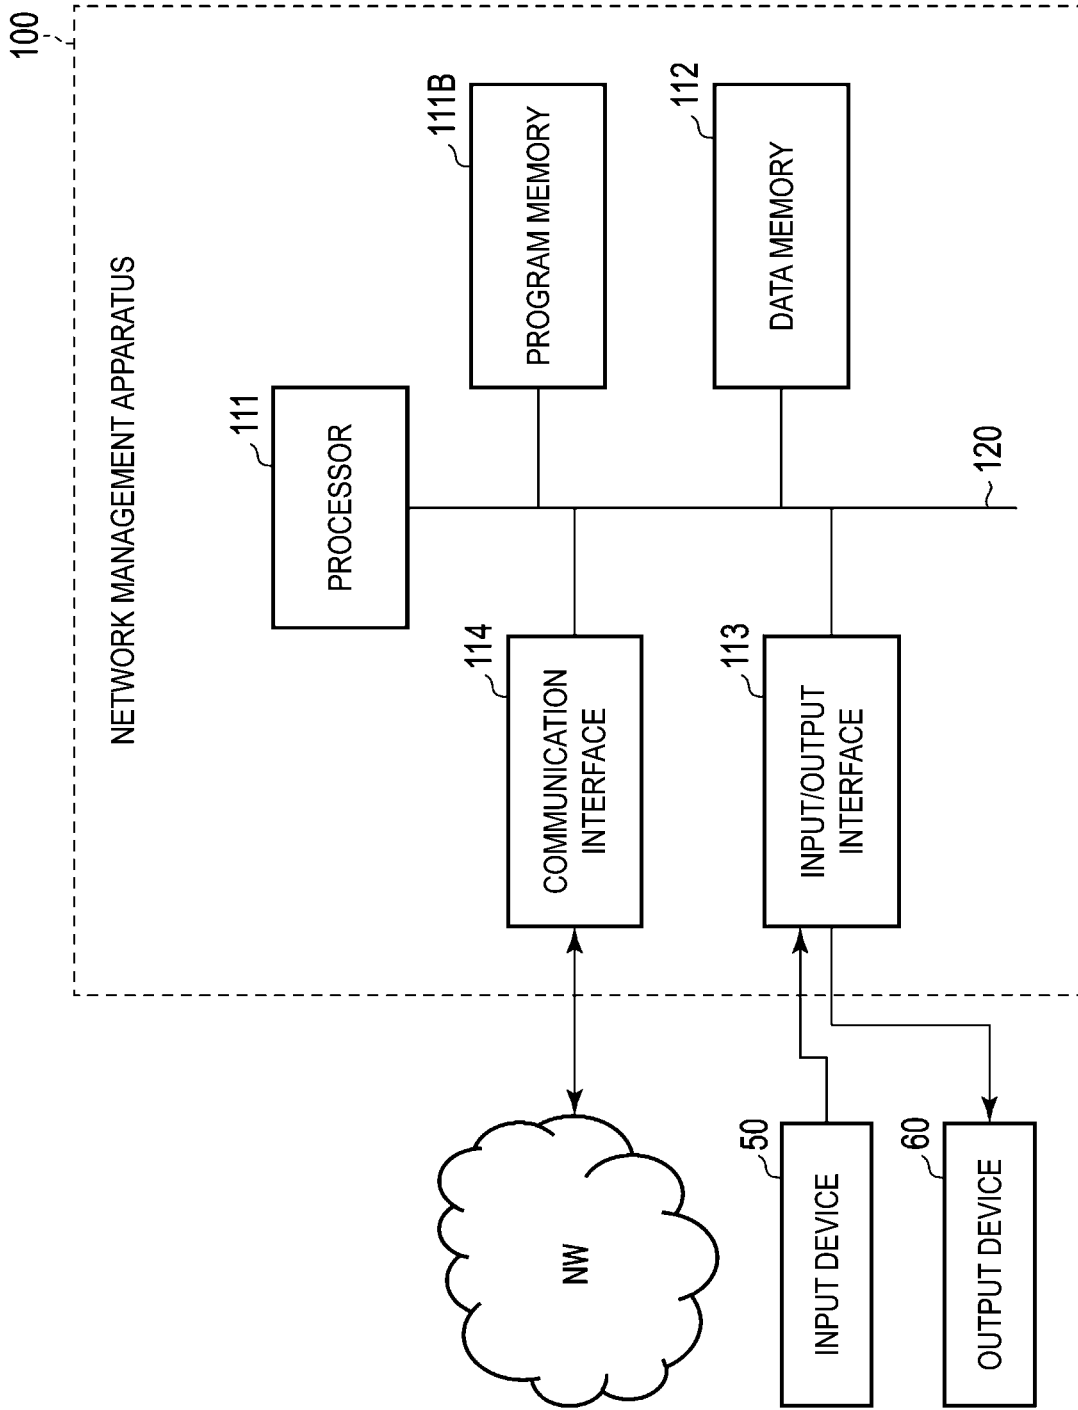 100
NETWORK MANAGEMENT APPARATUS
111
PROCESSOR
114
COMMUNICATION
INTERFACE
111B
PROGRAM MEMORY
NW
113
INPUT/OUTPUT
INTERFACE
112
DATA MEMORY
50
INPUT DEVICE
60
OUTPUT DEVICE
120